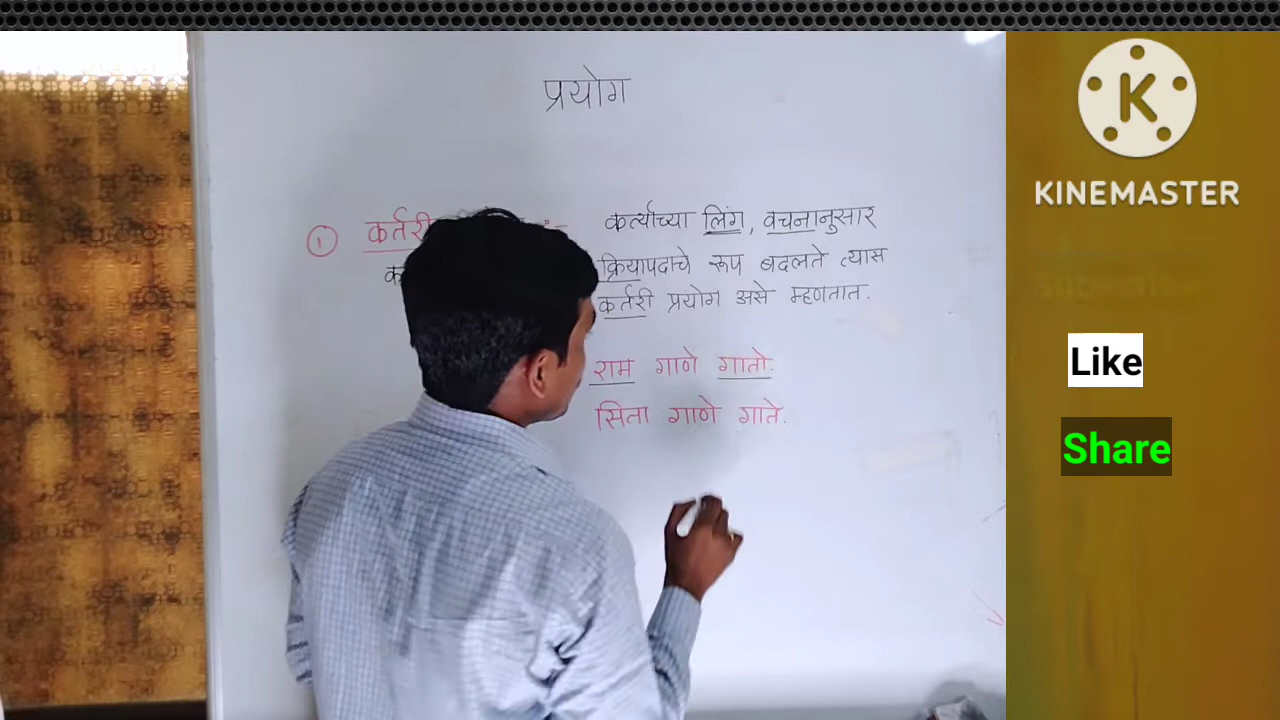 प्रयोग
① कर्तरी
कर्त्याच्या लिंग, वचनानुसार
क्रियापदाचे रूप बदलते त्यास
कर्तरी प्रयोग असे म्हणतात.
राम गाणे गातो.
सिता गाणे गाते.
K
KINEMASTER
Like
Share